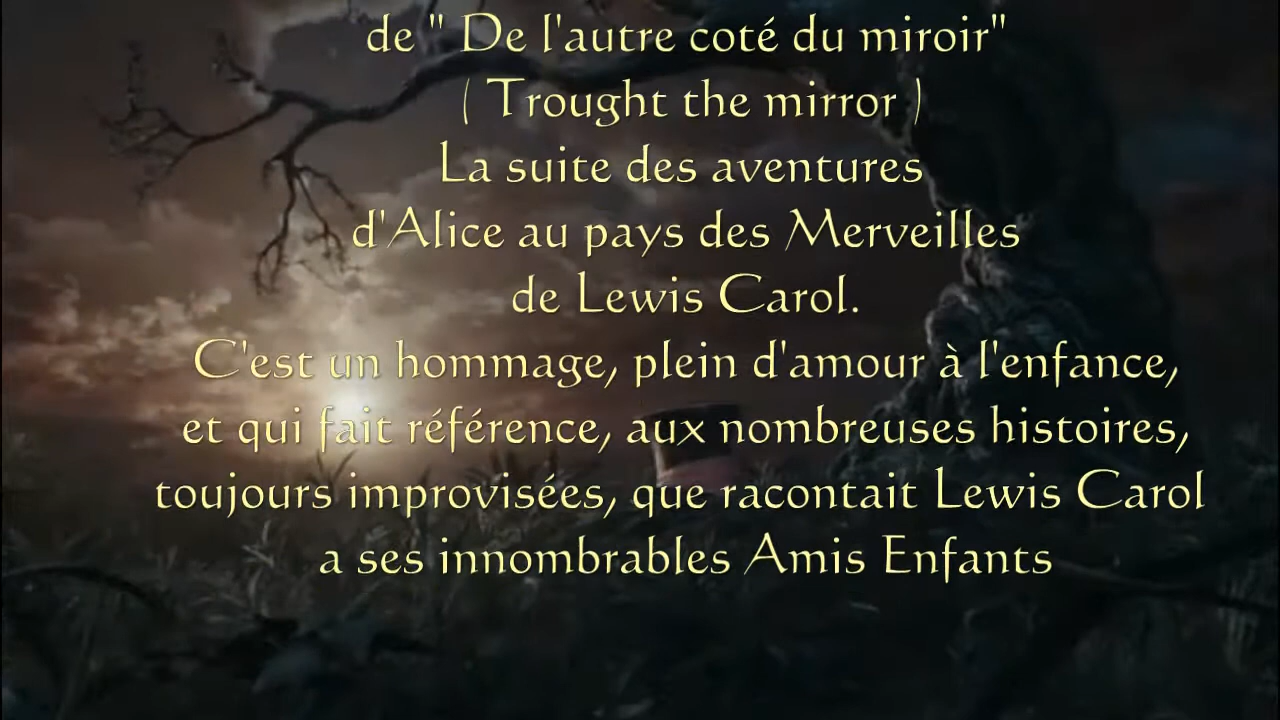 de " De l'autre coté du miroir"
( Trought the mirror )
La suite des aventures
d'Alice au pays des Merveilles
de Lewis Carol.
C'est un hommage, plein d'amour à l'enfance,
et qui fait référence, aux nombreuses histoires,
toujours improvisées, que racontait Lewis Carol
a ses innombrables Amis Enfants